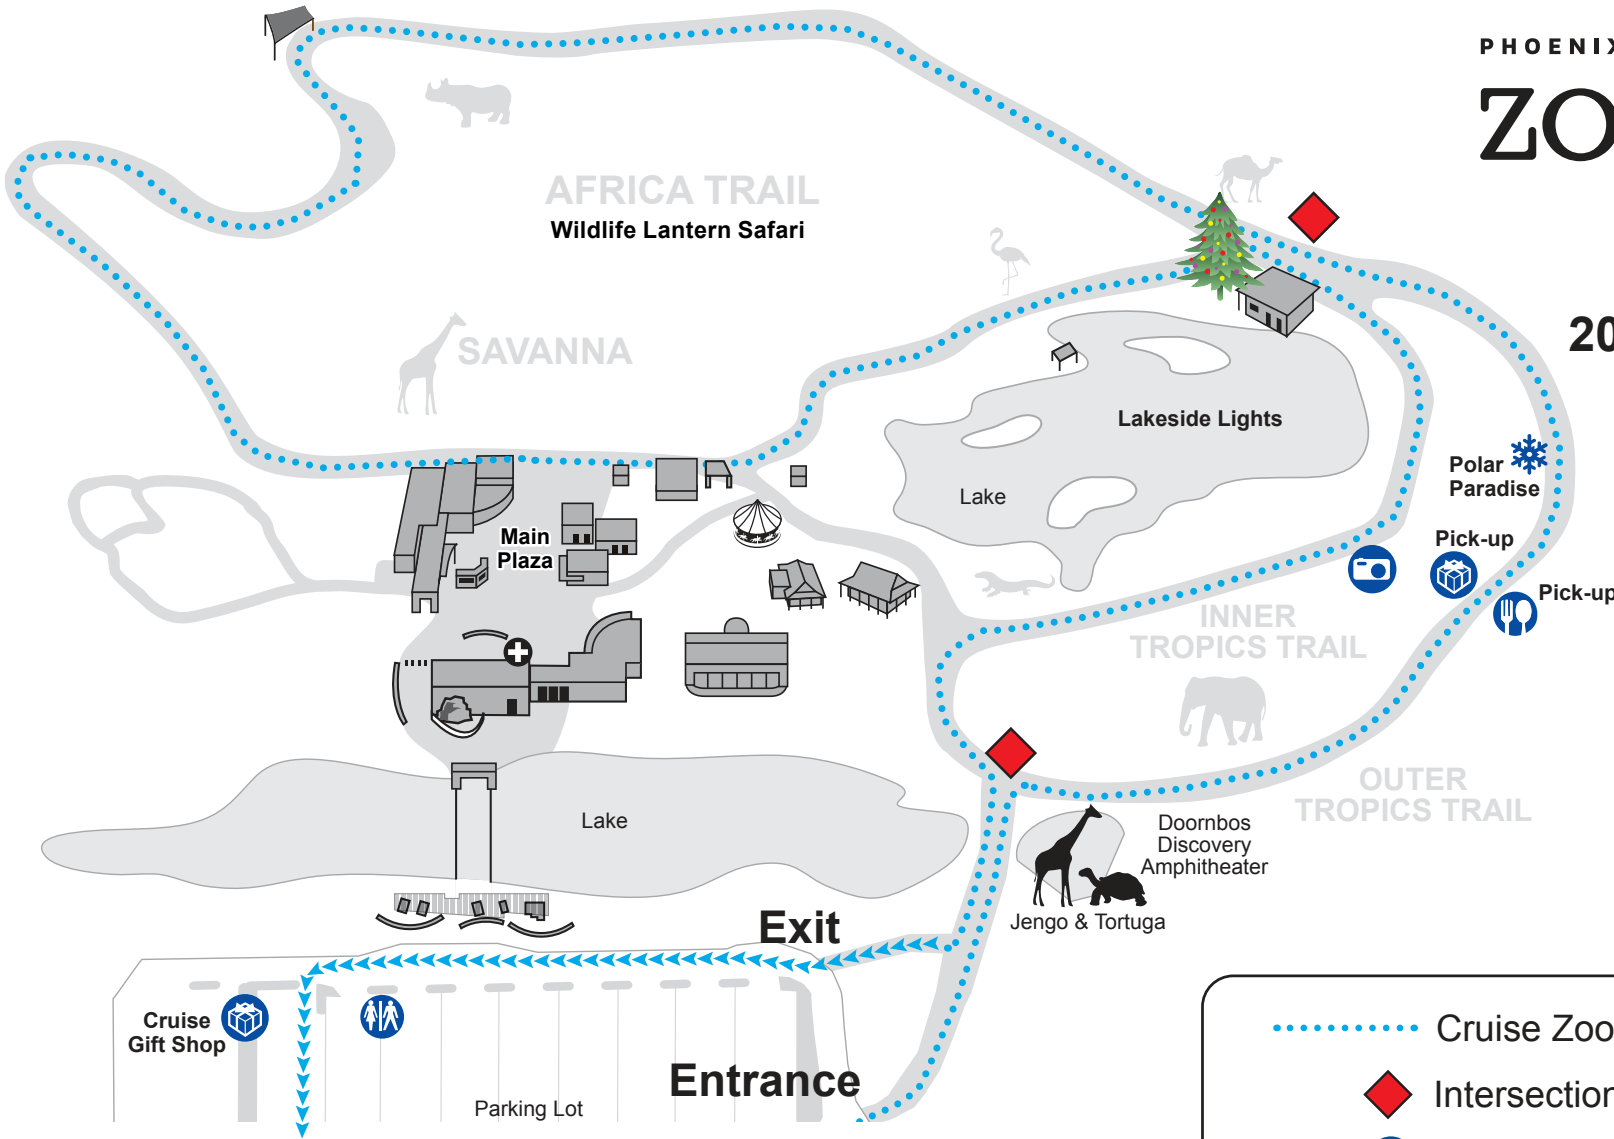 PHOENIX
ZO
AFRICA TRAIL
Wildlife Lantern Safari
20
SAVANNA
Lakeside Lights
Polar
Paradise
Lake
Main
Plaza
Pick-up
Pick-up
INNER
TROPICS TRAIL
OUTER
TROPICS TRAIL
Lake
Doornbos
Discovery
Amphitheater
Jengo & Tortuga
Exit
Cruise
Gift Shop
Cruise Zoo
Entrance
Intersection
Parking Lot